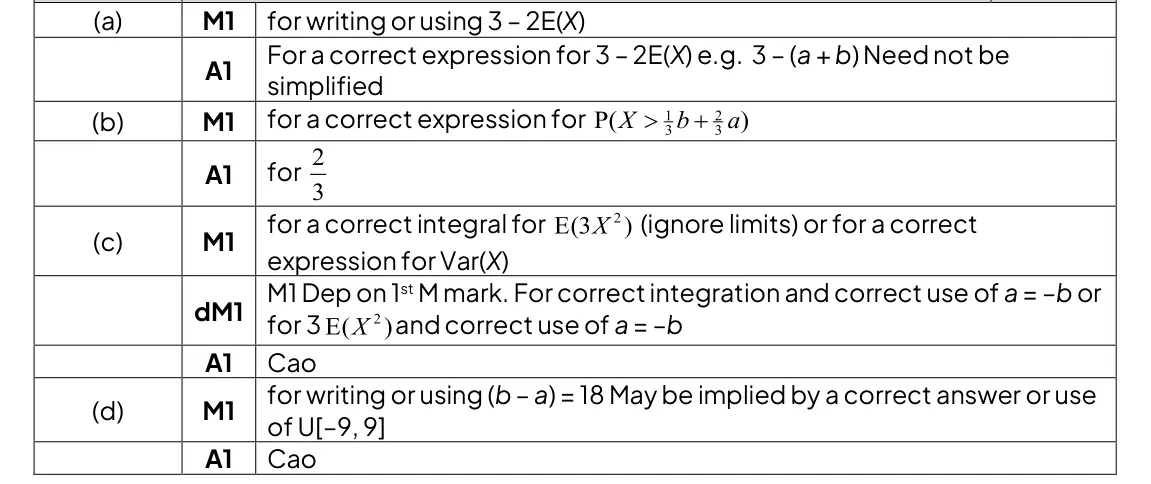 (a) M1 for writing or using 3 – 2E(X)
A1 For a correct expression for 3 – 2E(X) e.g. 3 – (a + b) Need not be
simplified
(b) M1 for a correct expression for P(X > 1/3 b + 2/3 a)
A1 for 2/3
(c) M1 for a correct integral for E(3X²) (ignore limits) or for a correct
expression for Var(X)
dM1 M1 Dep on 1st M mark. For correct integration and correct use of a = –b or
for 3 E(X²) and correct use of a = –b
A1 Cao
(d) M1 for writing or using (b – a) = 18 May be implied by a correct answer or use
of U[–9, 9]
A1 Cao